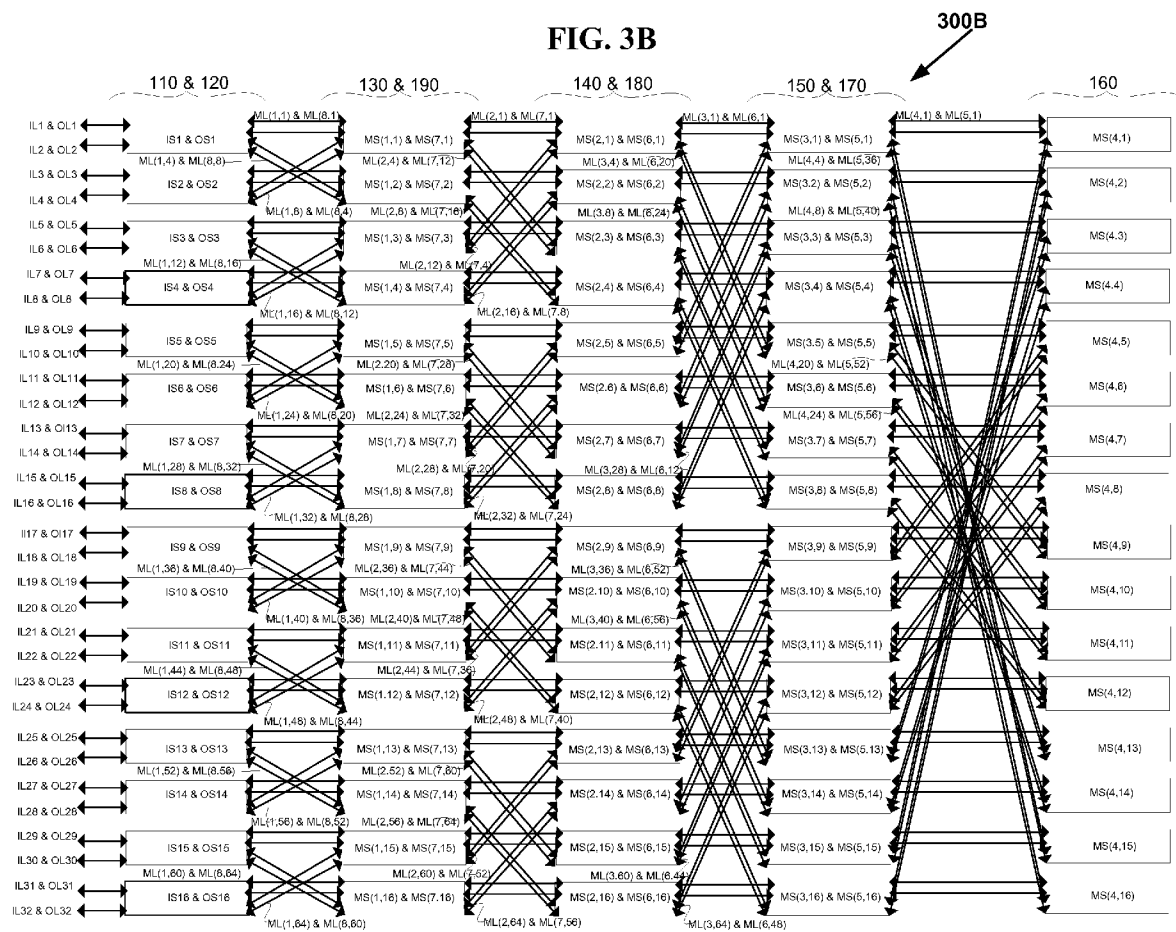 FIG. 3B
300B
110 & 120
130 & 190
140 & 180
150 & 170
160
ML(1,1) & ML(8,1)
ML(2,1) & ML(7,1)
ML(3,1) & ML(6,1)
ML(4,1) & ML(5,1)
IL1 & OL1
IL2 & OL2
IS1 & OS1
MS(1,1) & MS(7,1)
MS(2,1) & MS(6,1)
MS(3,1) & MS(5,1)
MS(4,1)
ML(1,4) & ML(8,8)
ML(2,4) & ML(7,12)
ML(3,4) & ML(6,20)
ML(4,4) & ML(5,36)
IL3 & OL3
IL4 & OL4
IS2 & OS2
MS(1,2) & MS(7,2)
MS(2,2) & MS(6,2)
MS(3.2) & MS(5,2)
MS(4,2)
ML(1,8) & ML(8,4)
ML(2,8) & ML(7,16)
ML(3.8) & ML(6,24)
ML(4,8) & ML(5,40)
IL5 & OL5
IL6 & OL6
IS3 & OS3
MS(1,3) & MS(7,3)
MS(2,3) & MS(6,3)
MS(3,3) & MS(5,3)
MS(4.3)
ML(1,12) & ML(8,16)
ML(2,12) & ML(7,4)
IL7 & OL7
IL8 & OL8
IS4 & OS4
MS(1,4) & MS(7,4)
MS(2,4) & MS(6,4)
MS(3,4) & MS(5,4)
MS(4.4)
ML(1,16) & ML(8,12)
ML(2,16) & ML(7.8)
IL9 & OL9
IL10 & OL10
IS5 & OS5
MS(1,5) & MS(7,5)
MS(2,5) & MS(6,5)
MS(3.5) & MS(5,5)
MS(4,5)
ML(1,20) & ML(8.24)
ML(2.20) & ML(7,28)
ML(4,20) & ML(5,52)
IL11 & OL11
IL12 & OL12
IS6 & OS6
MS(1,6) & MS(7,6)
MS(2.6) & MS(6,6)
MS(3,6) & MS(5.6)
MS(4,6)
ML(1,24) & ML(8,20)
ML(2,24) & ML(7,32)
ML(4,24) & ML(5,56)
IL13 & Ol13
IL14 & OL14
IS7 & OS7
MS(1,7) & MS(7,7)
MS(2,7) & MS(6,7)
MS(3.7) & MS(5,7)
MS(4,7)
ML(1,28) & ML(8,32)
ML(2,28) & ML(7,20)
ML(3,28) & ML(6,12)
IL15 & OL15
IL16 & OL16
IS8 & OS8
MS(1,8) & MS(7,8)
MS(2,8) & MS(6,8)
MS(3,8) & MS(5,8)
MS(4,8)
ML(1,32) & ML(8,28)
ML(2,32) & ML(7,24)
Il17 & Ol17
IL18 & OL18
IS9 & OS9
MS(1,9) & MS(7,9)
MS(2,9) & MS(6,9)
MS(3,9) & MS(5,9)
MS(4,9)
ML(1,36) & ML(8.40)
ML(2,36) & ML(7,44)
ML(3,36) & ML(6,52)
IL19 & OL19
IL20 & OL20
IS10 & OS10
MS(1,10) & MS(7,10)
MS(2.10) & MS(6,10)
MS(3.10) & MS(5,10)
MS(4,10)
ML(1,40) & ML(8,36)
ML(2,40) & ML(7,48)
ML(3,40) & ML(6,56)
IL21 & OL21
IL22 & OL22
IS11 & OS11
MS(1,11) & MS(7,11)
MS(2.11) & MS(6,11)
MS(3,11) & MS(5,11)
MS(4,11)
ML(1,44) & ML(8,48)
ML(2,44) & ML(7,36)
IL23 & OL23
IL24 & OL24
IS12 & OS12
MS(1.12) & MS(7,12)
MS(2,12) & MS(6,12)
MS(3,12) & MS(5,12)
MS(4,12)
ML(1,48) & ML(8,44)
ML(2,48) & ML(7,40)
IL25 & OL25
IL26 & OL26
IS13 & OS13
MS(1,13) & MS(7,13)
MS(2,13) & MS(6,13)
MS(3,13) & MS(5.13)
MS(4,13)
ML(1,52) & ML(8.56)
ML(2.52) & ML(7,60)
IL27 & OL27
IL28 & OL28
IS14 & OS14
MS(1,14) & MS(7,14)
MS(2.14) & MS(6,14)
MS(3,14) & MS(5,14)
MS(4,14)
ML(1,56) & ML(8,52)
ML(2,56) & ML(7,64)
IL29 & OL29
IL30 & OL30
IS15 & OS15
MS(1,15) & MS(7,15)
MS(2,15) & MS(6,15)
MS(3,15) & MS(5,15)
MS(4,15)
ML(1,60) & ML(8,64)
ML(2,60) & ML(7,52)
ML(3.60) & ML(6.44)
IL31 & OL31
IL32 & OL32
IS16 & OS16
MS(1,16) & MS(7.16)
MS(2,16) & MS(6,16)
MS(3,16) & MS(5,16)
MS(4,16)
ML(1,64) & ML(8,60)
ML(2,64) & ML(7,56)
ML(3,64) & ML(6,48)